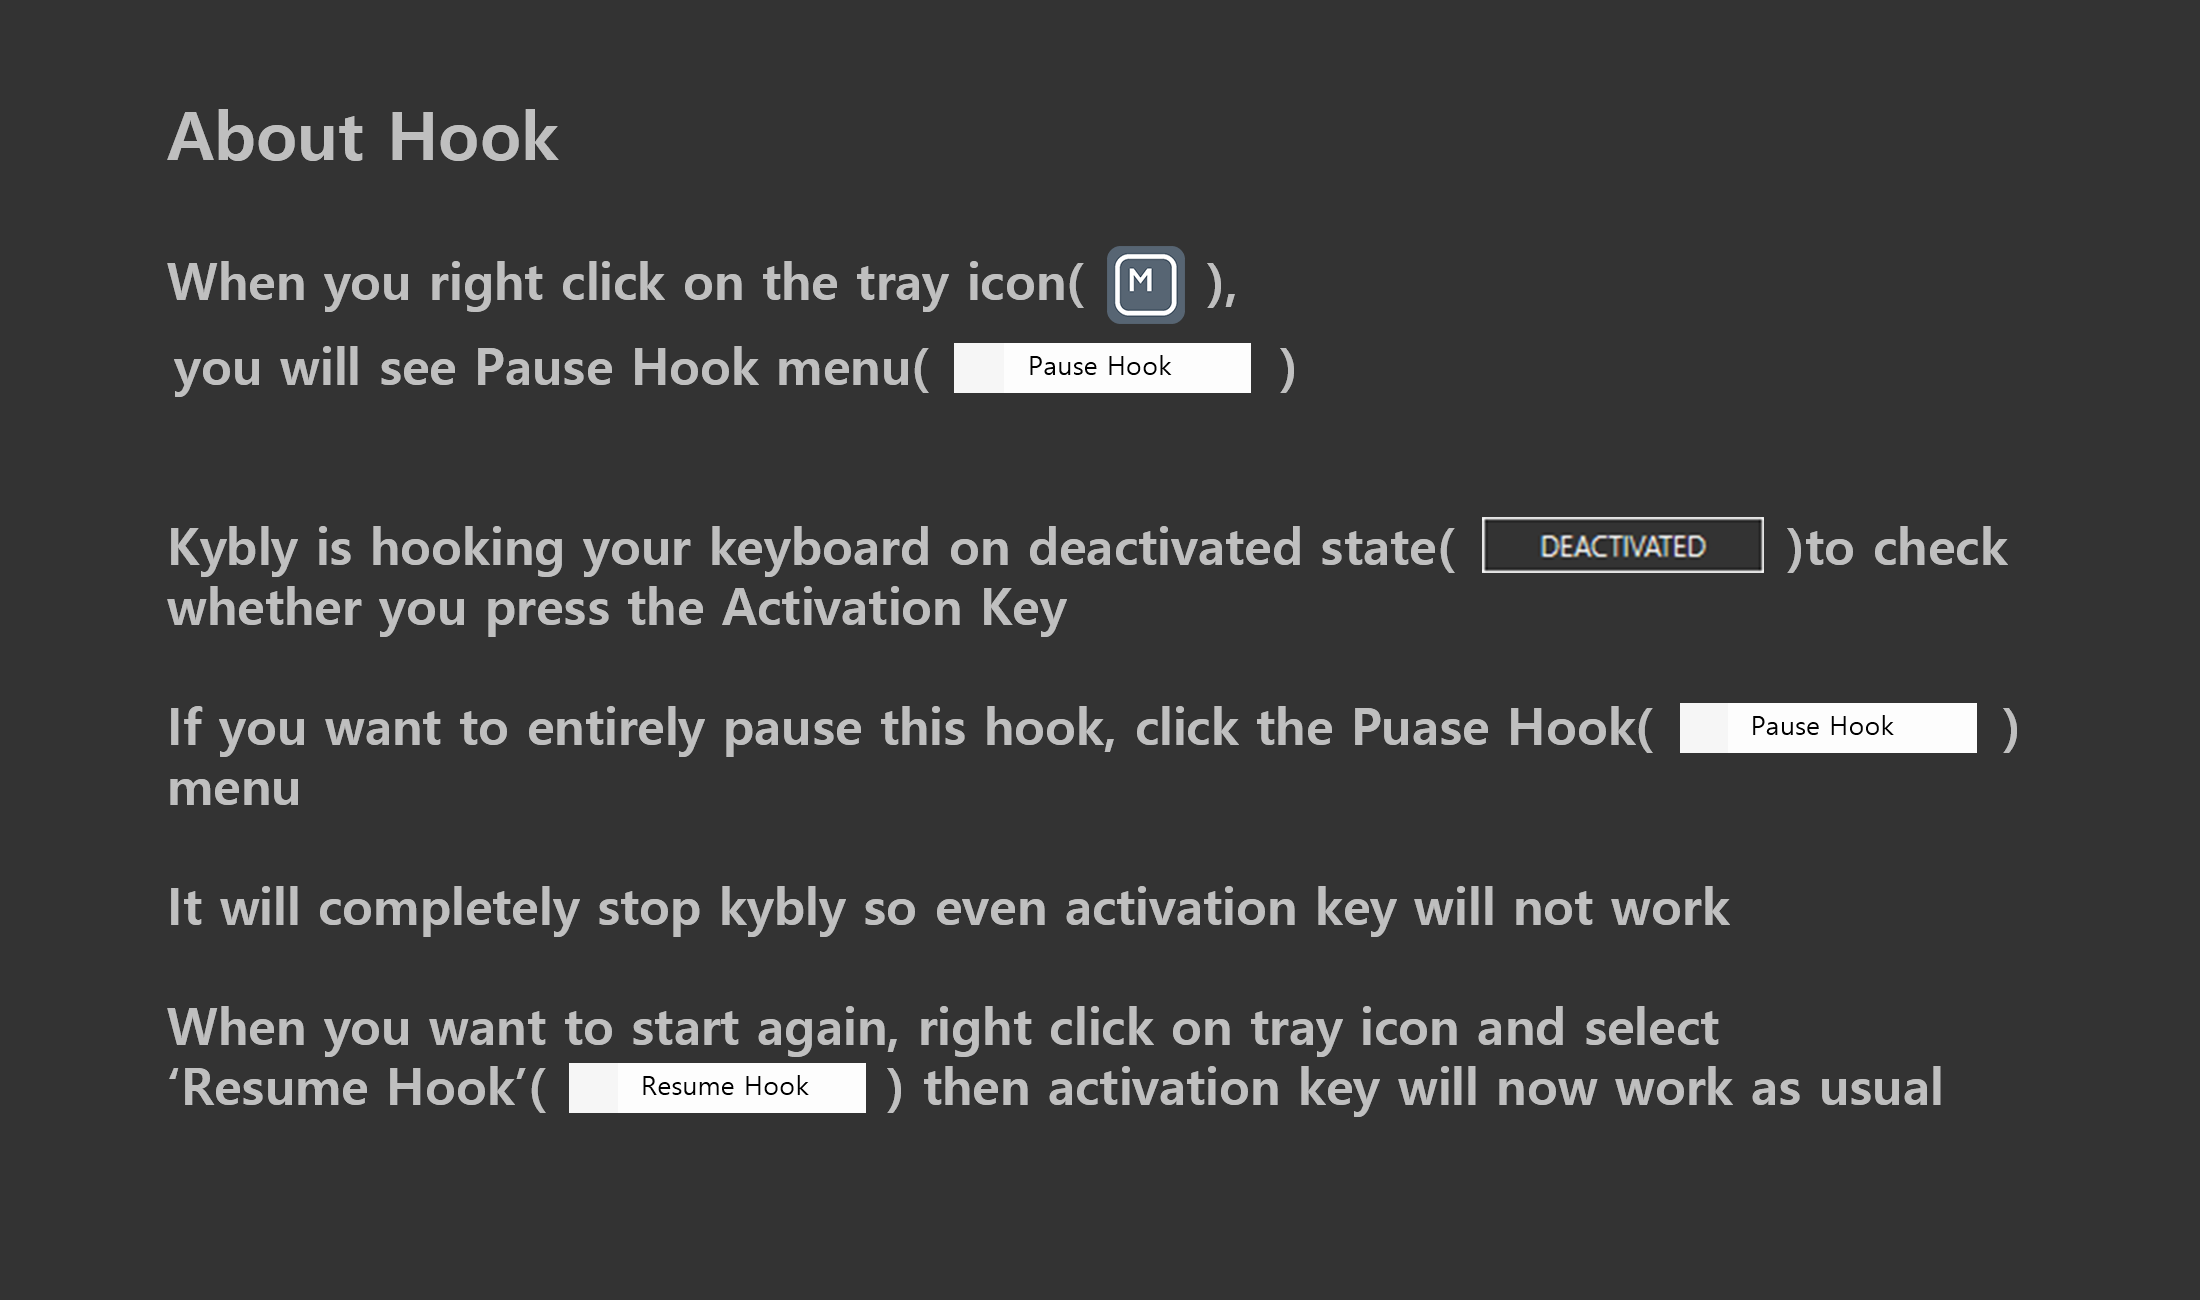 About Hook
When you right click on the tray icon( M ),
you will see Pause Hook menu( Pause Hook )
Kybly is hooking your keyboard on deactivated state( DEACTIVATED )to check
whether you press the Activation Key
If you want to entirely pause this hook, click the Puase Hook( Pause Hook )
menu
It will completely stop kybly so even activation key will not work
When you want to start again, right click on tray icon and select
‘Resume Hook’( Resume Hook ) then activation key will now work as usual